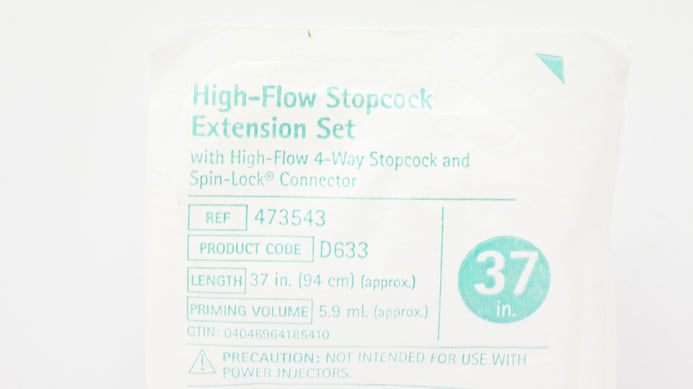 High-Flow Stopcock
Extension Set
with High-Flow 4-Way Stopcock and
Spin-Lock® Connector
REF 473543
PRODUCT CODE D633
LENGTH 37 in. (94 cm) (approx.)
PRIMING VOLUME 5.9 mL (approx.)
GTIN: 04046964185410
37
in.
PRECAUTION: NOT INTENDED FOR USE WITH
POWER INJECTORS.